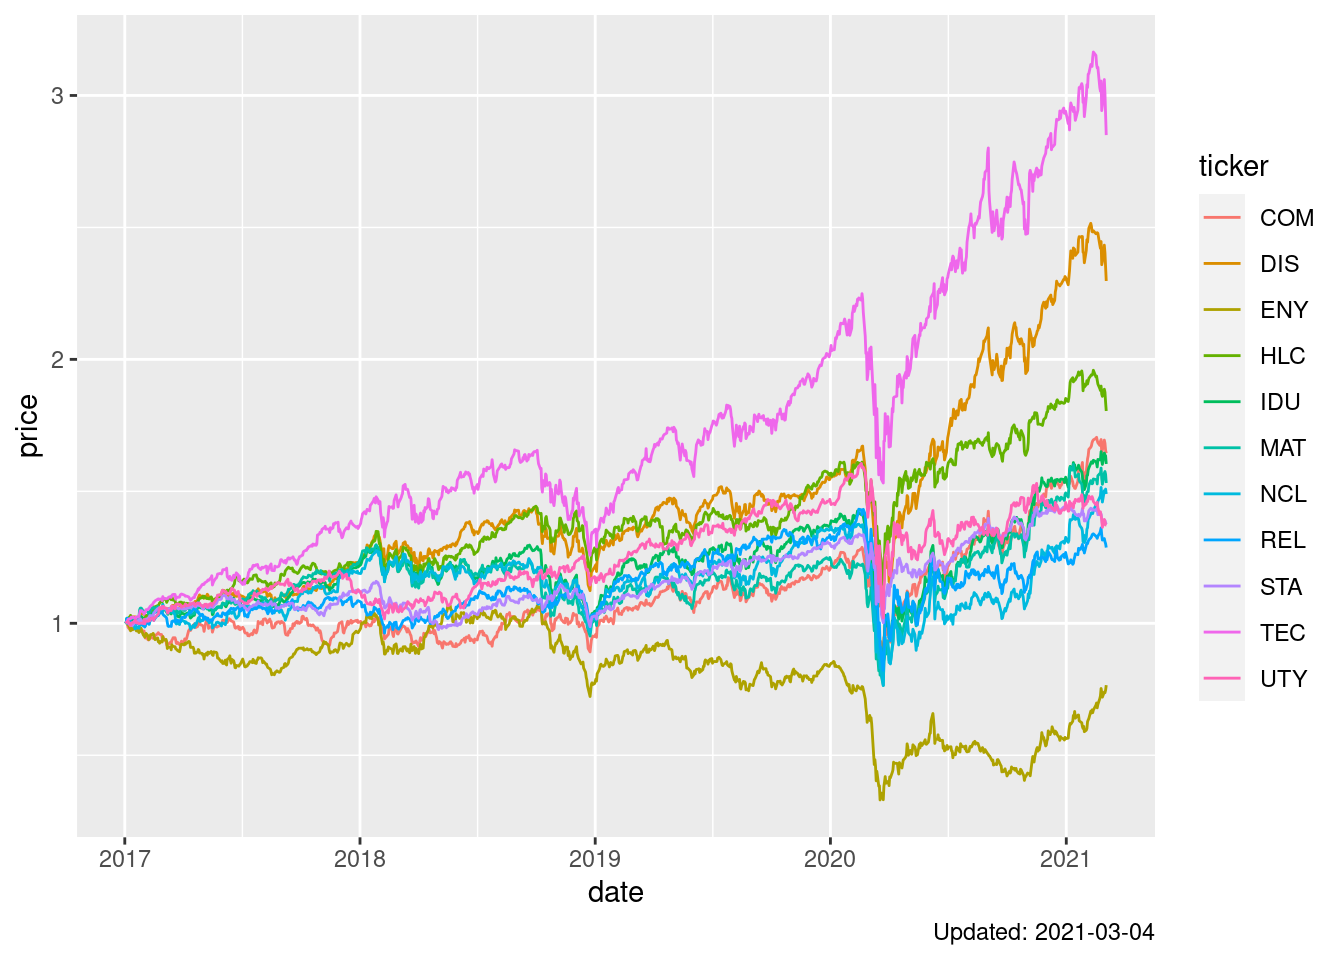 3
2
1
price
2017
2018
2019
2020
2021
date
ticker
COM
DIS
ENY
HLC
IDU
MAT
NCL
REL
STA
TEC
UTY
Updated: 2021-03-04